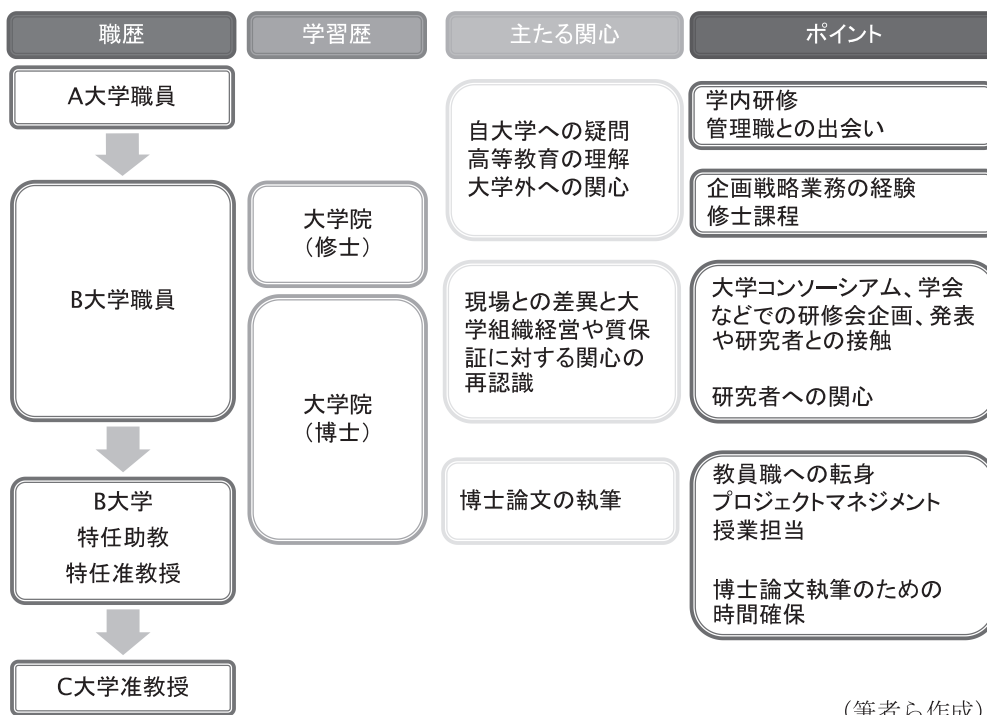 職歴
学習歴
主たる関心
ポイント
A大学職員
B大学職員
B大学
特任助教
特任准教授
C大学准教授
大学院
（修士）
大学院
（博士）
自大学への疑問
高等教育の理解
大学外への関心
現場との差異と大
学組織経営や質保
証に対する関心の
再認識
博士論文の執筆
学内研修
管理職との出会い
企画戦略業務の経験
修士課程
大学コンソーシアム、学会
などでの研修会企画、発表
や研究者との接触
研究者への関心
教員職への転身
プロジェクトマネジメント
授業担当
博士論文執筆のための
時間確保
（筆者ら作成）